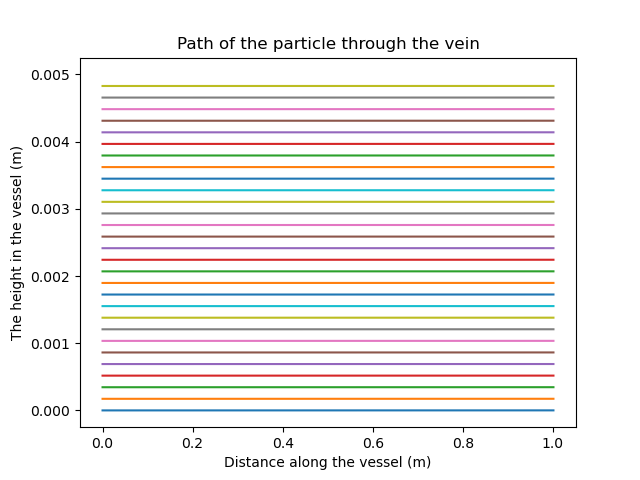 Path of the particle through the vein
0.005
0.004
0.003
0.002
0.001
0.000
The height in the vessel (m)
0.0 0.2 0.4 0.6 0.8 1.0
Distance along the vessel (m)